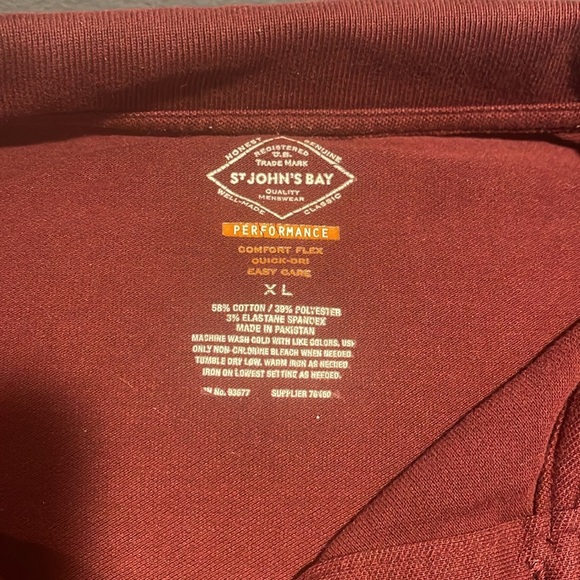 HONEST GENUINE
REGISTERED
U.S.
TRADE MARK
ST JOHN'S BAY
QUALITY
MENSWEAR
WELL-MADE CLASSIC
PERFORMANCE
COMFORT FLEX
QUICK-DRI
EASY CARE
XL
58% COTTON / 39% POLYESTER
3% ELASTANE SPANDEX
MADE IN PAKISTAN
MACHINE WASH COLD WITH LIKE COLORS, USE
ONLY NON-CHLORINE BLEACH WHEN NEEDED.
TUMBLE DRY LOW. WARM IRON AS NEEDED.
IRON ON LOWEST SETTING AS NEEDED.
No. 93677 SUPPLIER